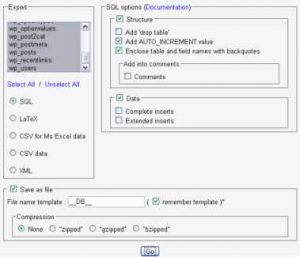 Export
wp_optionvalues
wp_post2cat
wp_postmeta
wp_posts
wp_recentlinks
wp_users
Select All / Unselect All
SQL
LaTeX
CSV for Ms Excel data
CSV data
XML
SQL options (Documentation)
Structure
Add 'drop table'
Add AUTO_INCREMENT value
Enclose table and field names with backquotes
Add into comments
Comments
Data
Complete inserts
Extended inserts
Save as file
File name template : __DB__ ( remember template )*
Compression
None "zipped" "gzipped" "bzipped"
Go